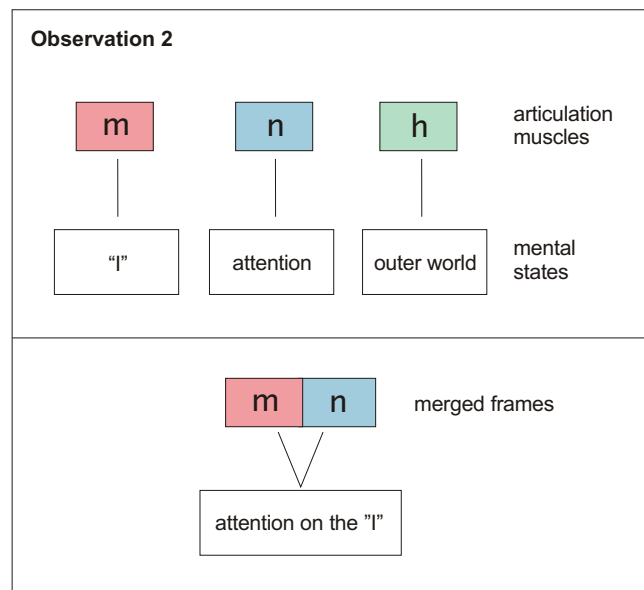 Observation 2
m n h articulation
muscles
“I” attention outer world mental
states
m n merged frames
attention on the ”I”